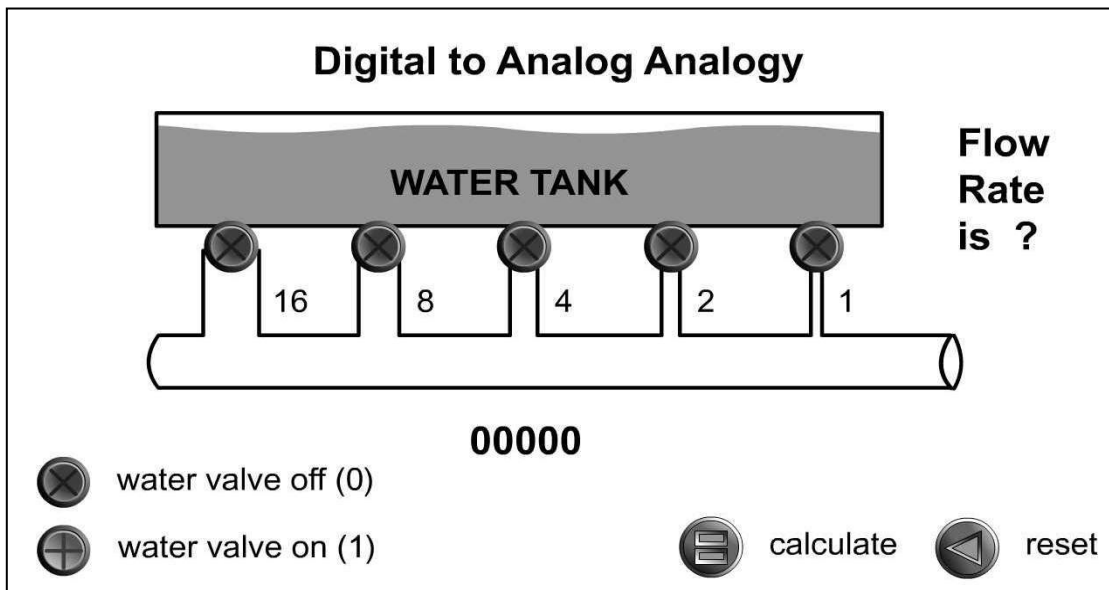 Digital to Analog Analogy
WATER TANK
Flow
Rate
is ?
16 8 4 2 1
00000
water valve off (0)
water valve on (1)
calculate reset